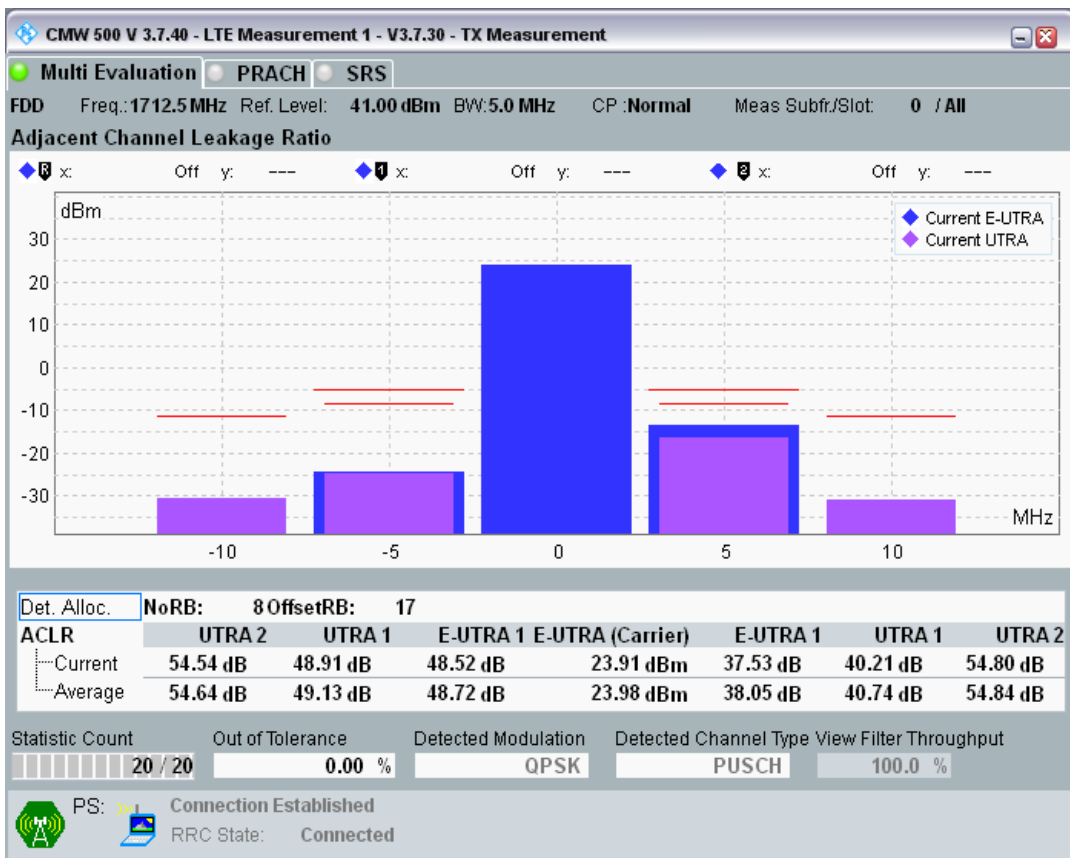 CMW 500 V 3.7.40 - LTE Measurement 1 - V3.7.30 - TX Measurement
Multi Evaluation PRACH SRS
FDD Freq.:1712.5 MHz Ref. Level: 41.00 dBm BW:5.0 MHz CP :Normal Meas Subfr./Slot: 0 / All
Adjacent Channel Leakage Ratio
R x: Off y: --- 1 x: Off y: --- 2 x: Off y: ---
dBm
Current E-UTRA
Current UTRA
30
20
10
0
-10
-20
-30
MHz
-10 -5 0 5 10
Det. Alloc. NoRB: 8 OffsetRB: 17
ACLR UTRA 2 UTRA 1 E-UTRA 1 E-UTRA (Carrier) E-UTRA 1 UTRA 1 UTRA 2
Current 54.54 dB 48.91 dB 48.52 dB 23.91 dBm 37.53 dB 40.21 dB 54.80 dB
Average 54.64 dB 49.13 dB 48.72 dB 23.98 dBm 38.05 dB 40.74 dB 54.84 dB
Statistic Count Out of Tolerance Detected Modulation Detected Channel Type View Filter Throughput
20 / 20 0.00 % QPSK PUSCH 100.0 %
PS: Connection Established
RRC State: Connected